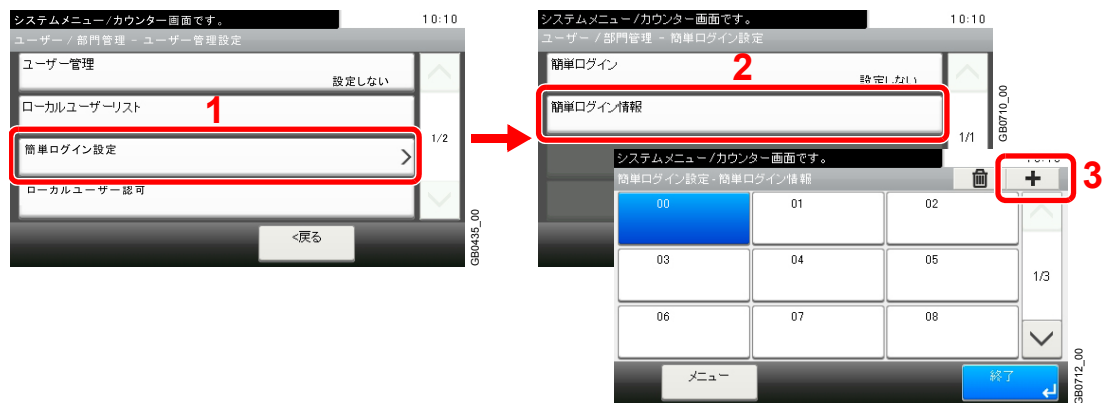 システムメニュー/カウンター画面です。
10:10
ユーザー / 部門管理 - ユーザー管理設定
ユーザー管理
設定しない
ローカルユーザーリスト
1
簡単ログイン設定
1/2
ローカルユーザー認可
<戻る
GB0435_00
システムメニュー/カウンター画面です。
10:10
ユーザー / 部門管理 - 簡単ログイン設定
簡単ログイン
2
設定しない
簡単ログイン情報
1/1
GB0710_00
システムメニュー/カウンター画面です。
簡単ログイン設定-簡単ログイン情報
+
3
00
01
02
03
04
05
1/3
06
07
08
メニュー
終了
GB0712_00